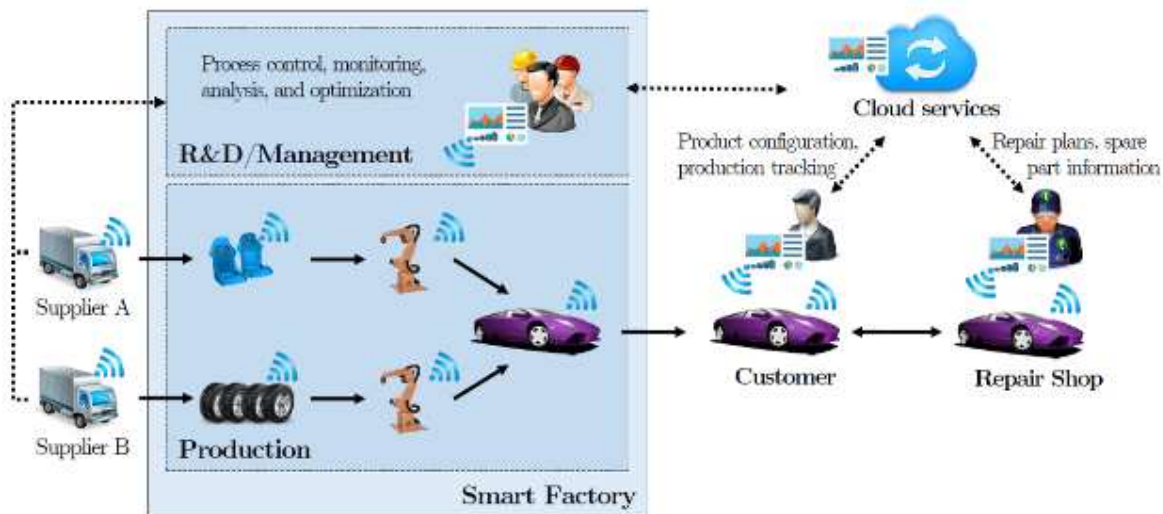 Process control, monitoring,
analysis, and optimization
R&D/Management
Cloud services
Product configuration,
production tracking
Repair plans, spare
part information
Supplier A
Supplier B
Production
Smart Factory
Customer
Repair Shop